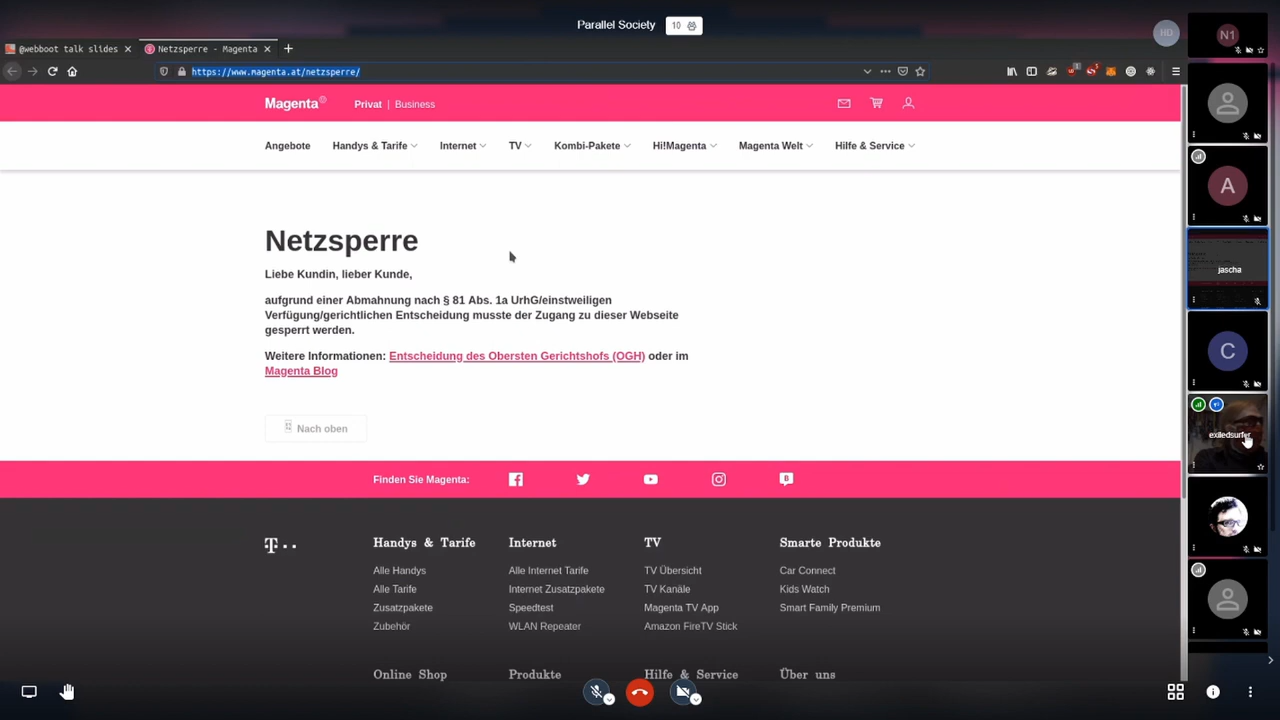 Parallel Society 10
@webboot talk slides
Netzsperre - Magenta
https://www.magenta.at/netzsperre/
Magenta
Privat | Business
Angebote Handys & Tarife Internet TV Kombi-Pakete Hi!Magenta Magenta Welt Hilfe & Service
Netzsperre
Liebe Kundin, lieber Kunde,
aufgrund einer Abmahnung nach § 81 Abs. 1a UrhG/einstweiligen
Verfügung/gerichtlichen Entscheidung musste der Zugang zu dieser Webseite
gesperrt werden.
Weitere Informationen: Entscheidung des Obersten Gerichtshofs (OGH) oder im
Magenta Blog
Nach oben
Finden Sie Magenta:
T
Handys & Tarife
Alle Handys
Alle Tarife
Zusatzpakete
Zubehör
Online Shop
Internet
Alle Internet Tarife
Internet Zusatzpakete
Speedtest
WLAN Repeater
Produkte
TV
TV Übersicht
TV Kanäle
Magenta TV App
Amazon FireTV Stick
Hilfe & Service
Smarte Produkte
Car Connect
Kids Watch
Smart Family Premium
Über uns
HD
N1
A
jascha
C
exiledsurfer